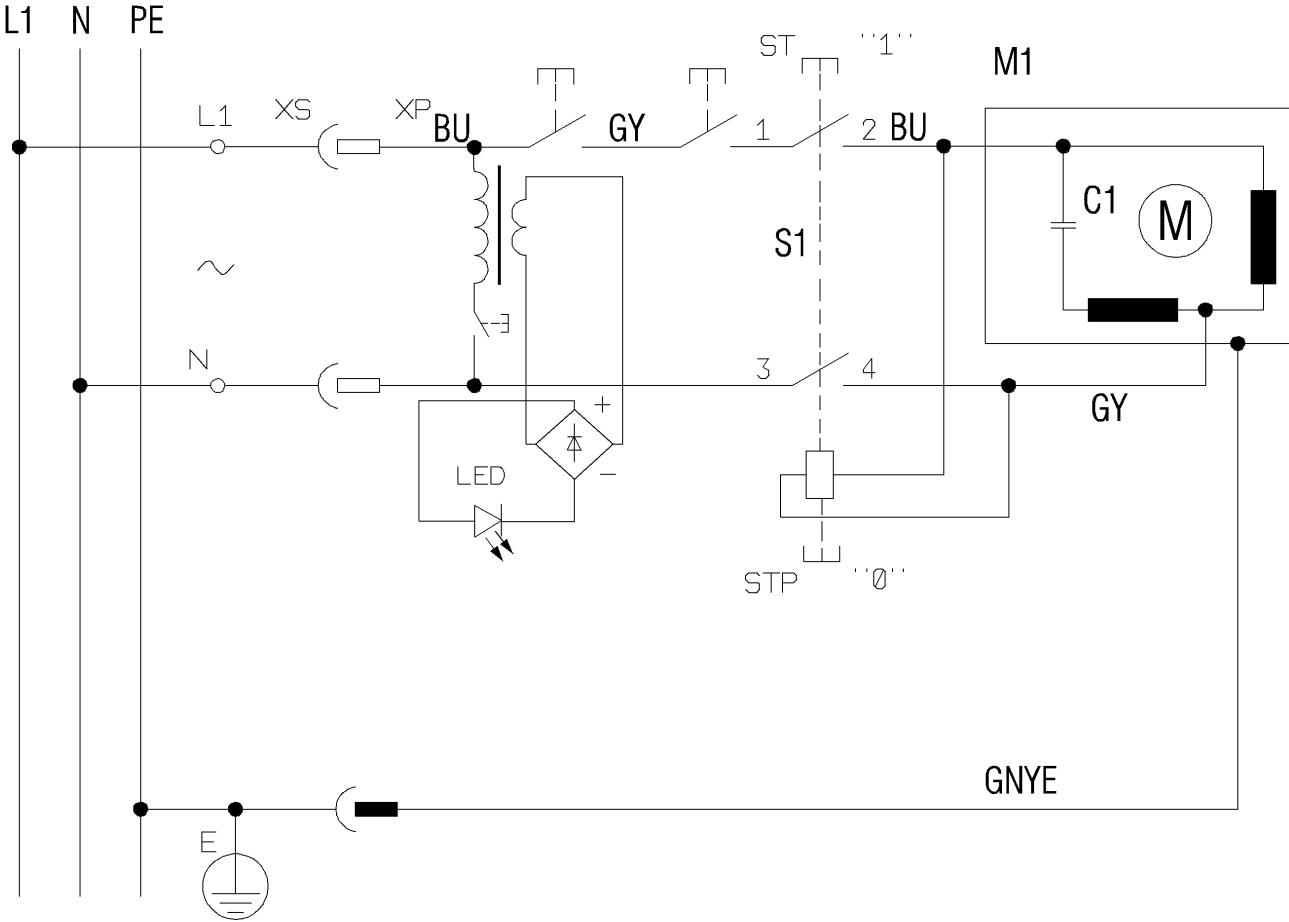 L1 N PE
ST "1"
M1
L1 XS XP BU GY 1 2 BU
C1 M
S1
N 3 4
+ GY
LED −
STP "0"
GNYE
E